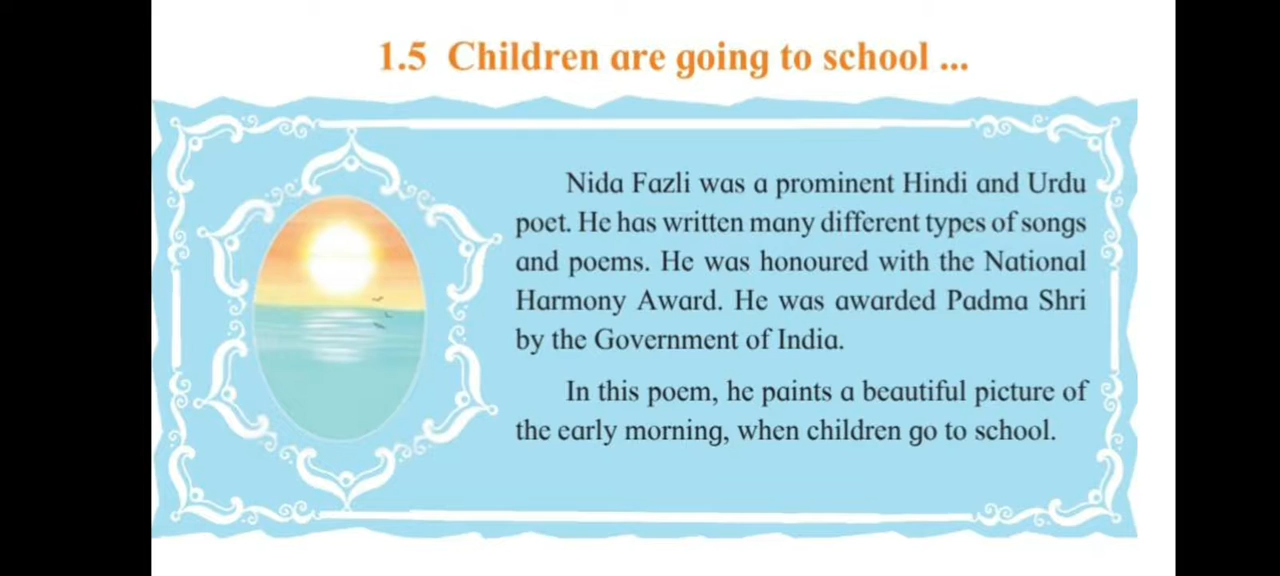 1.5 Children are going to school ...
Nida Fazli was a prominent Hindi and Urdu
poet. He has written many different types of songs
and poems. He was honoured with the National
Harmony Award. He was awarded Padma Shri
by the Government of India.
In this poem, he paints a beautiful picture of
the early morning, when children go to school.